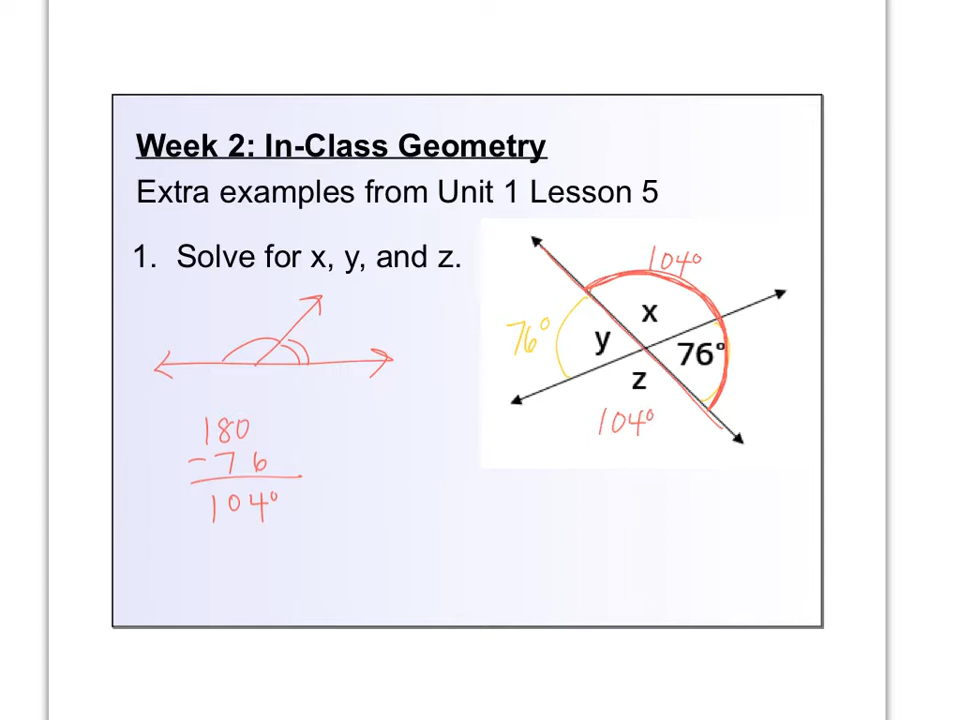 Week 2: In-Class Geometry
Extra examples from Unit 1 Lesson 5
1. Solve for x, y, and z.
104°
x
76°
y
76°
z
104°
180
-76
104°